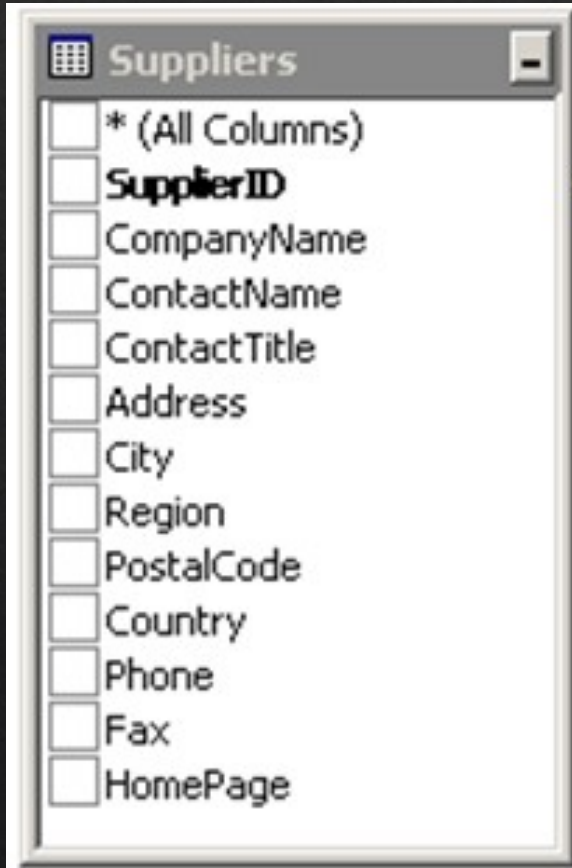 Suppliers
* (All Columns)
SupplierID
CompanyName
ContactName
ContactTitle
Address
City
Region
PostalCode
Country
Phone
Fax
HomePage